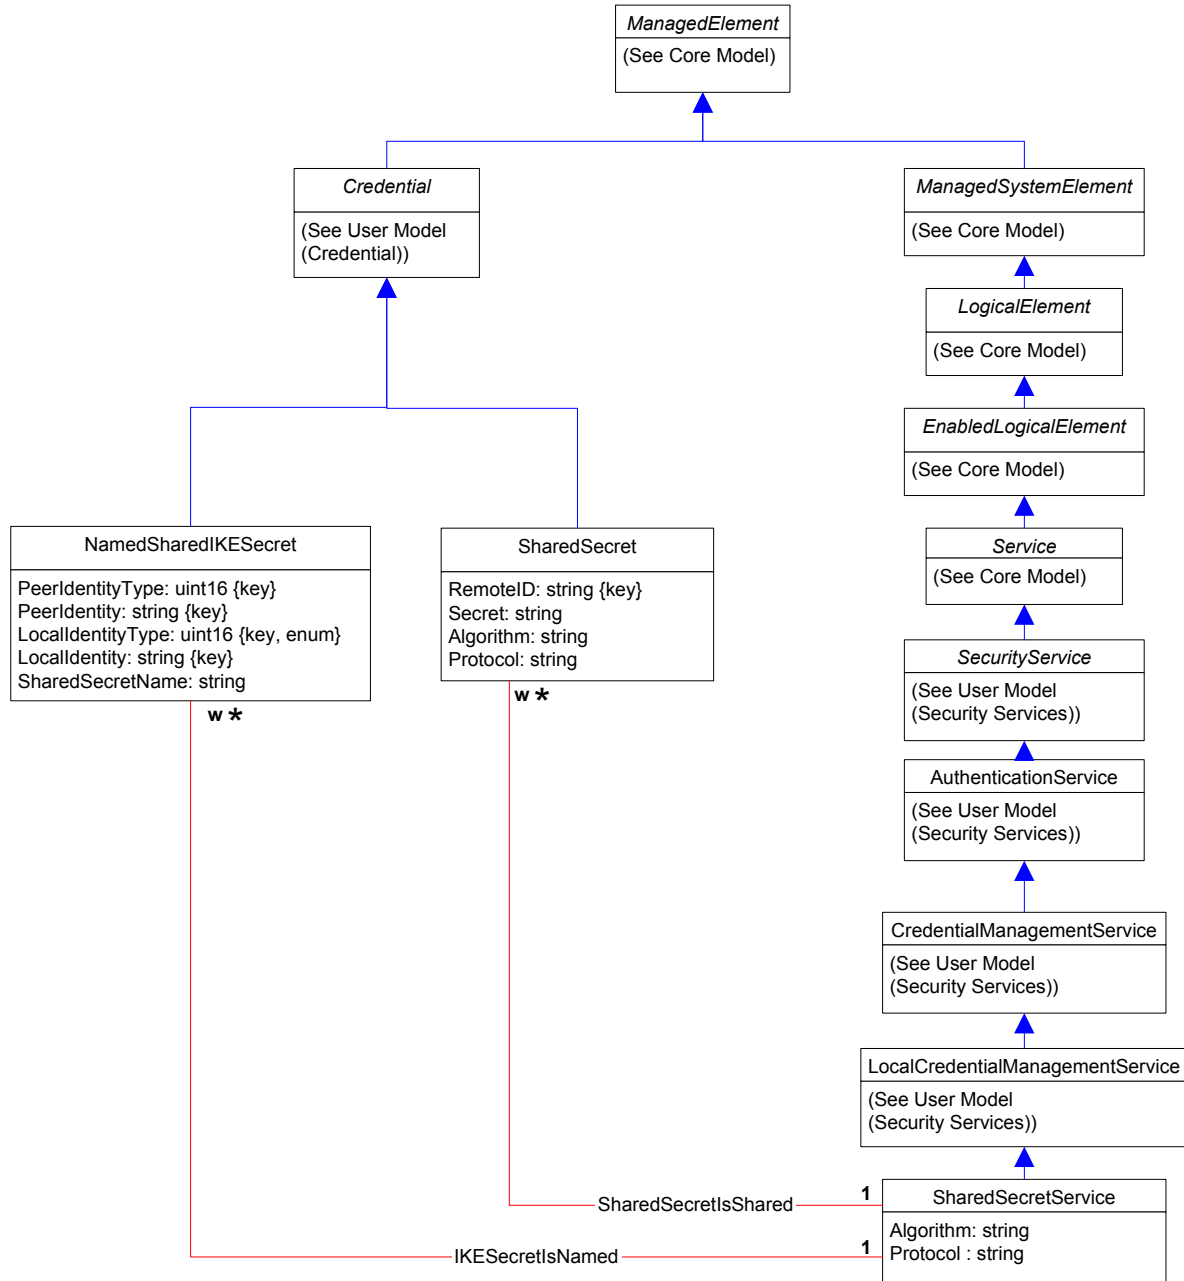 ManagedElement
(See Core Model)
Credential
(See User Model
(Credential))
ManagedSystemElement
(See Core Model)
LogicalElement
(See Core Model)
EnabledLogicalElement
(See Core Model)
NamedSharedIKESecret
PeerIdentityType: uint16 {key}
PeerIdentity: string {key}
LocalIdentityType: uint16 {key, enum}
LocalIdentity: string {key}
SharedSecretName: string
w *
SharedSecret
RemoteID: string {key}
Secret: string
Algorithm: string
Protocol: string
w *
Service
(See Core Model)
SecurityService
(See User Model
(Security Services))
AuthenticationService
(See User Model
(Security Services))
CredentialManagementService
(See User Model
(Security Services))
LocalCredentialManagementService
(See User Model
(Security Services))
SharedSecretIsShared
1
IKESecretIsNamed
1
SharedSecretService
Algorithm: string
Protocol : string